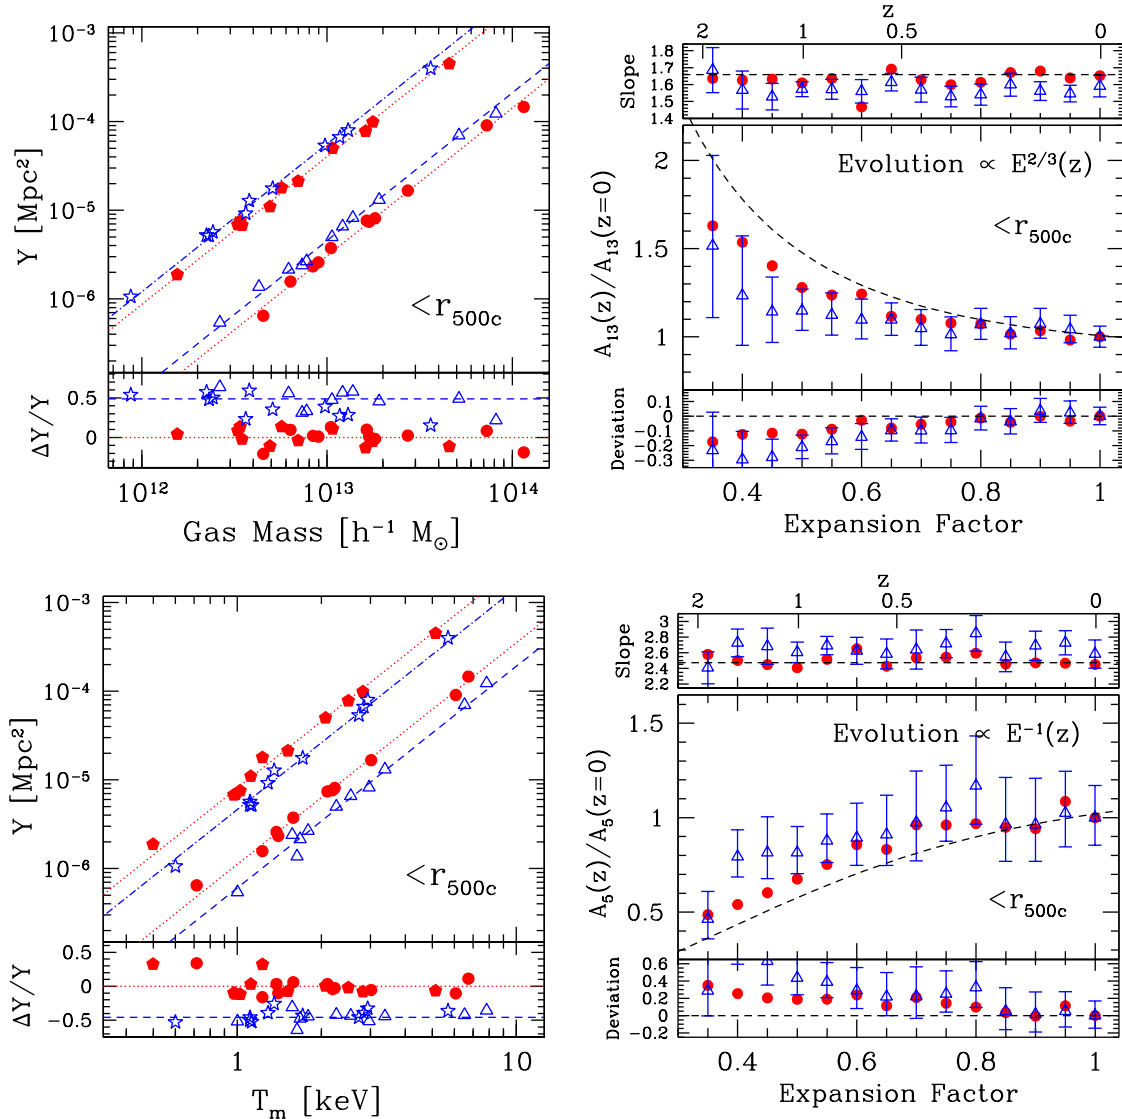 10⁻³
10⁻⁴
10⁻⁵
10⁻⁶
Y [Mpc²]
<r₅₀₀c
0.5
0
ΔY/Y
10¹² 10¹³ 10¹⁴
Gas Mass [h⁻¹ M⊙]
z
2 1 0.5 0
1.8
1.7
1.6
1.5
1.4
Slope
Evolution ∝ E²ᐟ³(z)
<r₅₀₀c
2
1.5
1
A₁₃(z)/A₁₃(z=0)
0.1
0
−0.1
−0.2
−0.3
Deviation
0.4 0.6 0.8 1
Expansion Factor
10⁻³
10⁻⁴
10⁻⁵
10⁻⁶
Y [Mpc²]
<r₅₀₀c
0.5
0
−0.5
ΔY/Y
1 10
Tₘ [keV]
z
2 1 0.5 0
3
2.8
2.6
2.4
2.2
Slope
Evolution ∝ E⁻¹(z)
<r₅₀₀c
1.5
1
0.5
A₅(z)/A₅(z=0)
0.6
0.4
0.2
0
−0.2
Deviation
0.4 0.6 0.8 1
Expansion Factor